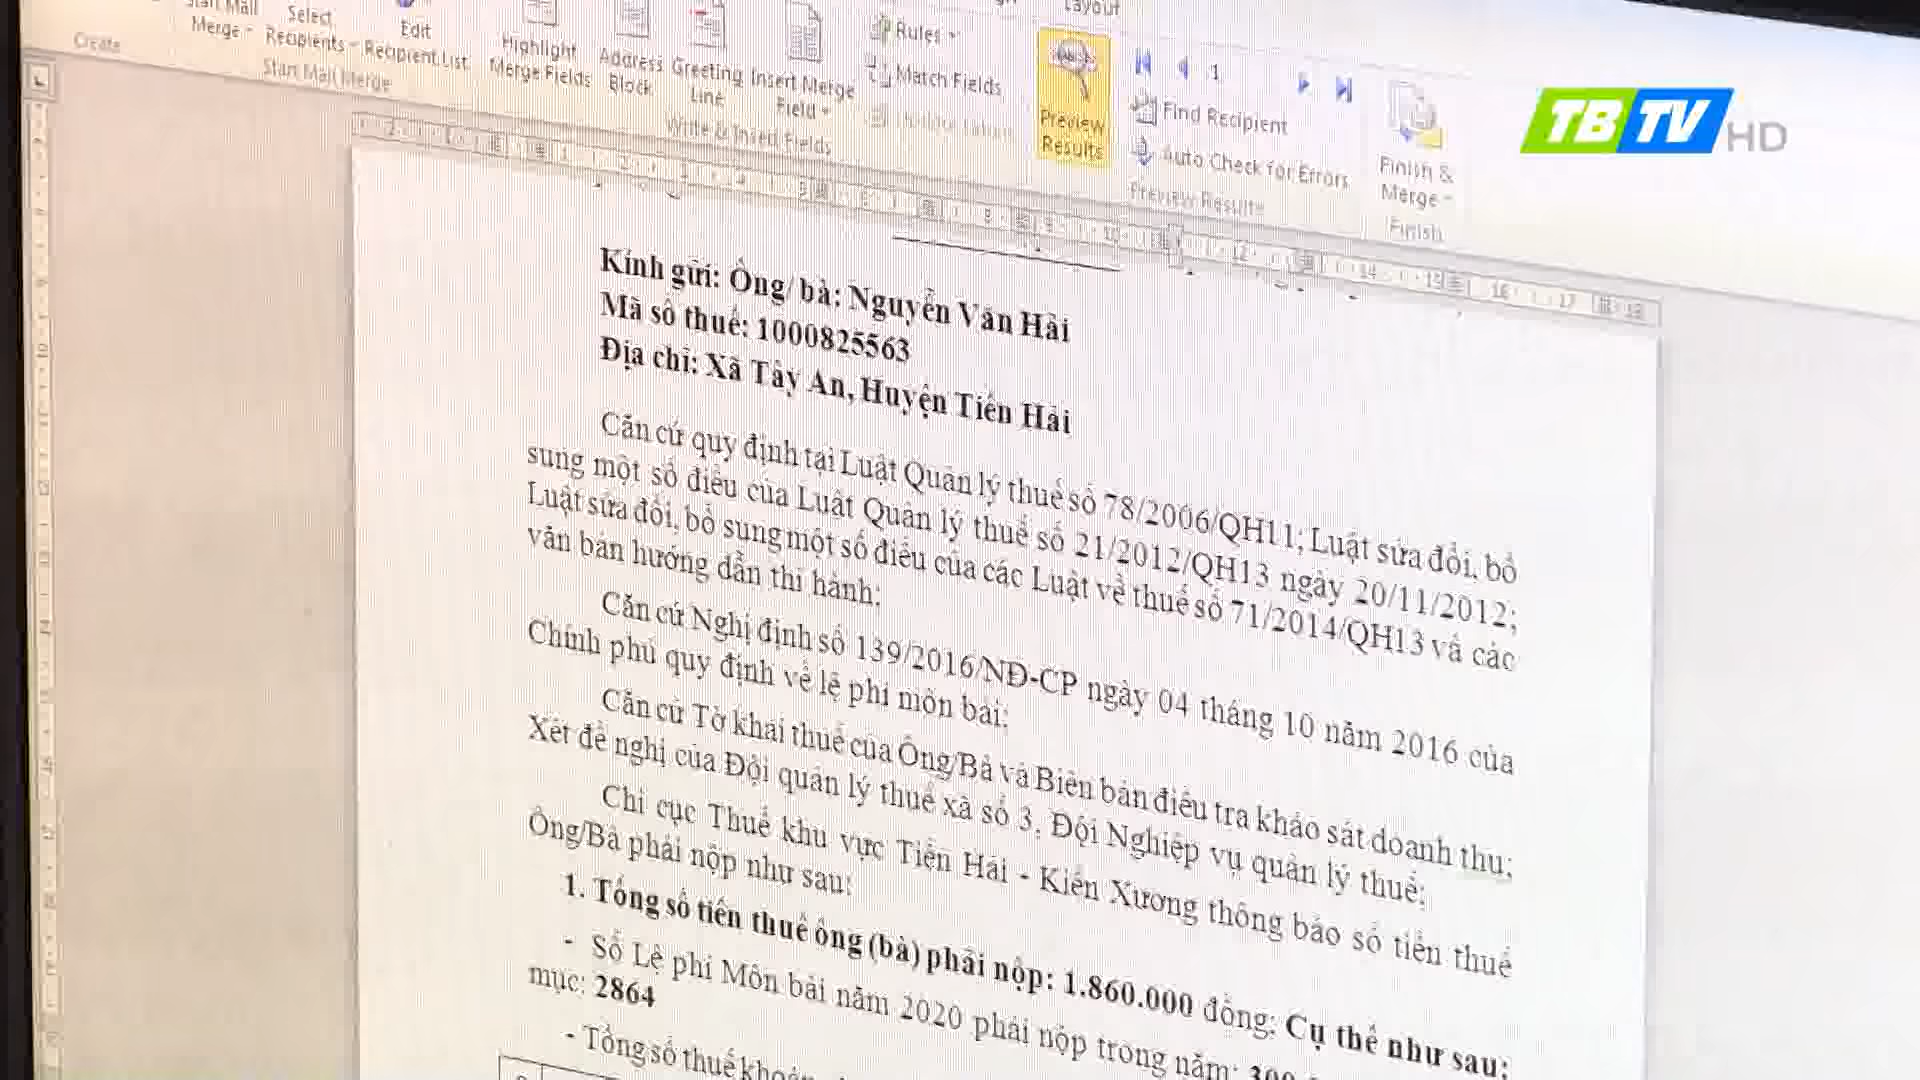 Layout
Start Mail Merge
Select Recipients
Edit Recipient List
Highlight Merge Fields
Address Block
Greeting Line
Insert Merge Field
Rules
Match Fields
Preview Results
1
Find Recipient
Auto Check for Errors
Finish & Merge
Create
Start Mail Merge
Write & Insert Fields
Preview Results
Finish
TBTV HD
Kính gửi: Ông/ bà: Nguyễn Văn Hải
Mã số thuế: 1000825563
Địa chỉ: Xã Tây An, Huyện Tiền Hải
Căn cứ quy định tại Luật Quản lý thuế số 78/2006/QH11; Luật sửa đổi, bổ
sung một số điều của Luật Quản lý thuế số 21/2012/QH13 ngày 20/11/2012;
Luật sửa đổi, bổ sung một số điều của các Luật về thuế số 71/2014/QH13 và các
văn bản hướng dẫn thi hành;
Căn cứ Nghị định số 139/2016/NĐ-CP ngày 04 tháng 10 năm 2016 của
Chính phủ quy định về lệ phí môn bài;
Căn cứ Tờ khai thuế của Ông/Bà và Biên bản điều tra khảo sát doanh thu;
Xét đề nghị của Đội quản lý thuế xã số 3, Đội Nghiệp vụ quản lý thuế;
Chi cục Thuế khu vực Tiền Hải - Kiến Xương thông báo số tiền thuế
Ông/Bà phải nộp như sau:
1. Tổng số tiền thuế ông (bà) phải nộp: 1.860.000 đồng; Cụ thể như sau:
- Số Lệ phí Môn bài năm 2020 phải nộp trong năm: 300
mục: 2864
- Tổng số thuế khoán